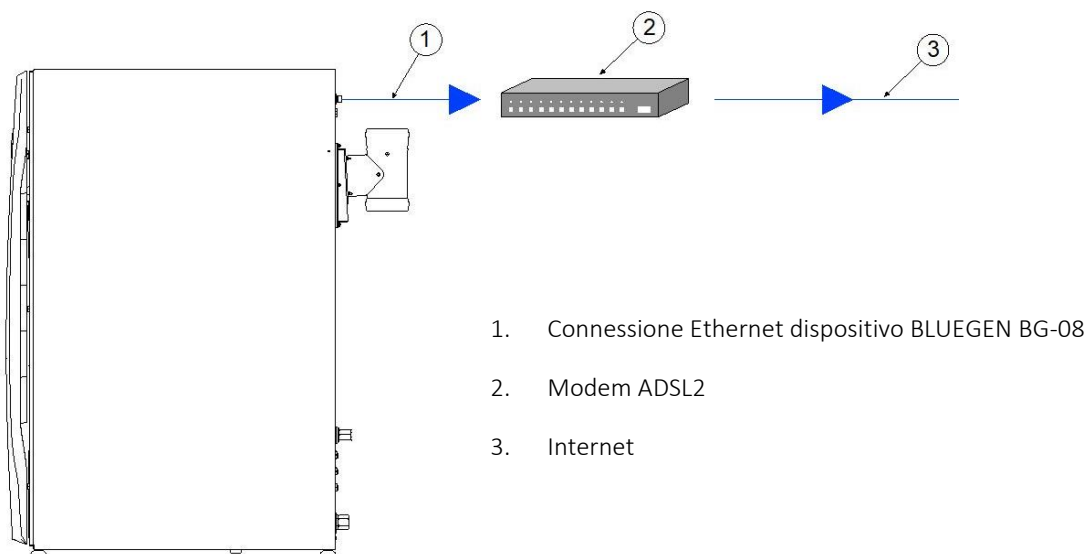 1
2
3
1. Connessione Ethernet dispositivo BLUEGEN BG-08
2. Modem ADSL2
3. Internet